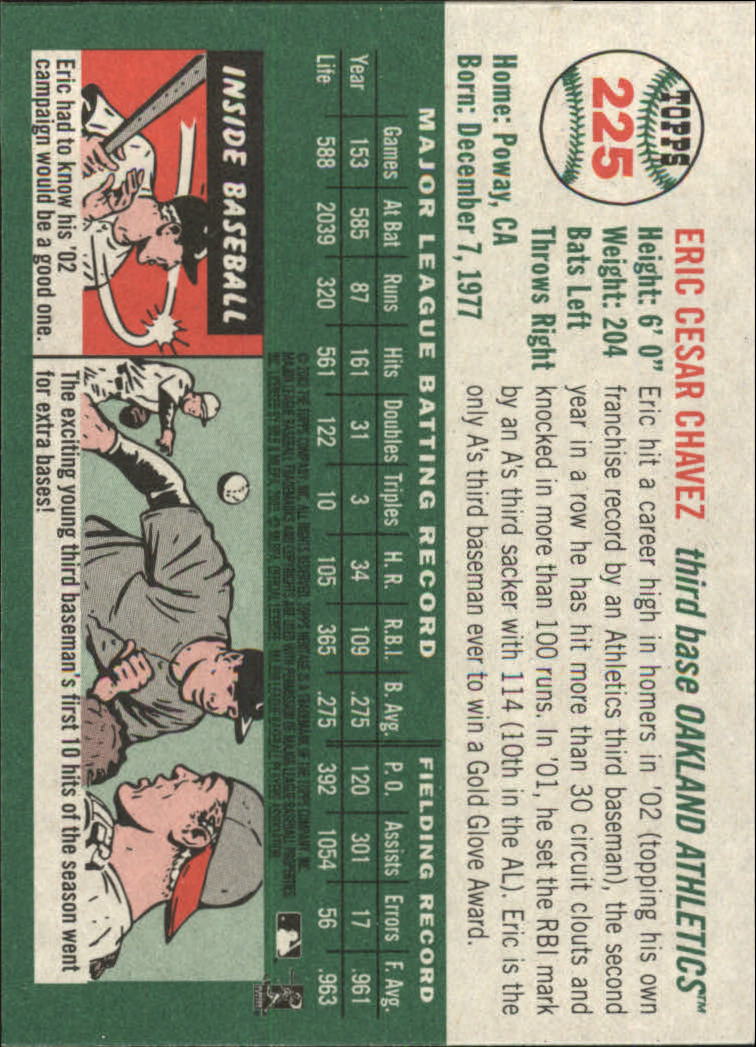 TOPPS
225
ERIC CESAR CHAVEZ third base OAKLAND ATHLETICS™
Height: 6' 0"
Weight: 204
Bats Left
Throws Right
Home: Poway, CA
Born: December 7, 1977
Eric hit a career high in homers in '02 (topping his own
franchise record by an Athletics third baseman), the second
year in a row he has hit more than 30 circuit clouts and
knocked in more than 100 runs. In '01, he set the RBI mark
by an A's third sacker with 114 (10th in the AL). Eric is the
only A's third baseman ever to win a Gold Glove Award.
MAJOR LEAGUE BATTING RECORD FIELDING RECORD
Games At Bat Runs Hits Doubles Triples H. R. R.B.I. B. Avg. P. O. Assists Errors F. Avg.
Year 153 585 87 161 31 3 34 109 .275 120 301 17 .961
Life 588 2039 320 561 122 10 105 365 .275 392 1054 56 .963
INSIDE BASEBALL
Eric had to know his '02
campaign would be a good one.
The exciting young third baseman's first 10 hits of the season went
for extra bases!